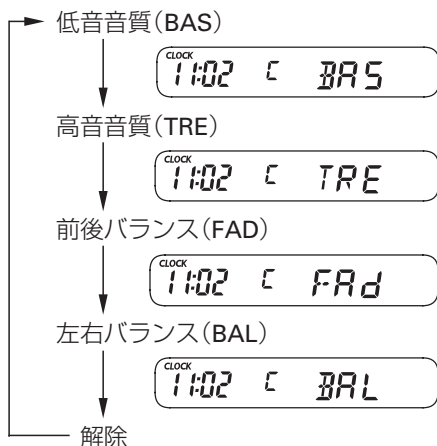 低音音質(BAS)
CLOCK
11:02 C BAS
高音音質(TRE)
CLOCK
11:02 C TRE
前後バランス(FAD)
CLOCK
11:02 C FAd
左右バランス(BAL)
CLOCK
11:02 C BAL
解除